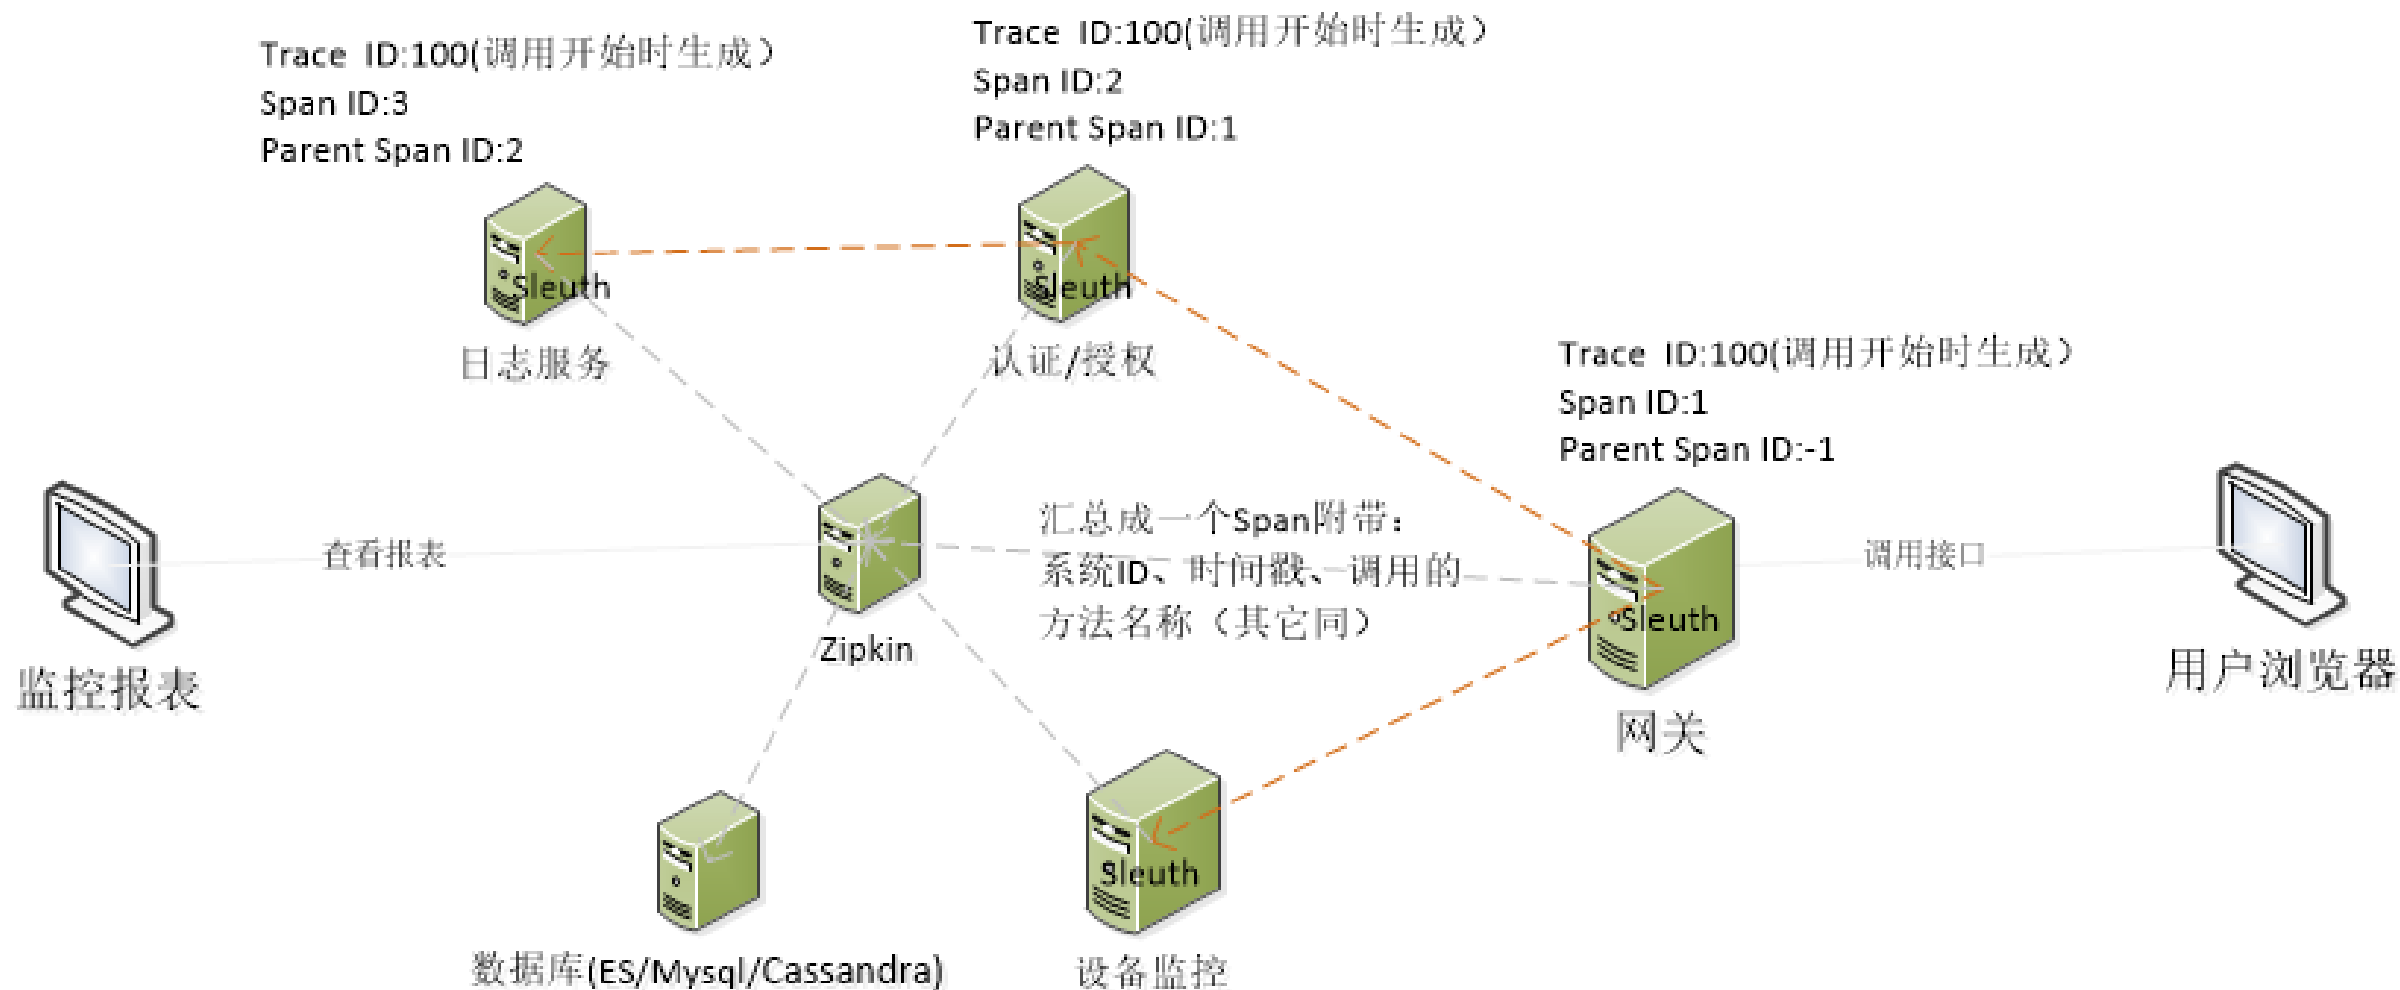 Trace ID:100(调用开始时生成）
Span ID:3
Parent Span ID:2
Trace ID:100(调用开始时生成）
Span ID:2
Parent Span ID:1
Sleuth
日志服务
Sleuth
认证/授权
Trace ID:100(调用开始时生成）
Span ID:1
Parent Span ID:-1
监控报表
查看报表
Zipkin
汇总成一个Span附带：
系统ID、时间戳、调用的
方法名称（其它同）
Sleuth
网关
调用接口
用户浏览器
数据库(ES/Mysql/Cassandra)
Sleuth
设备监控